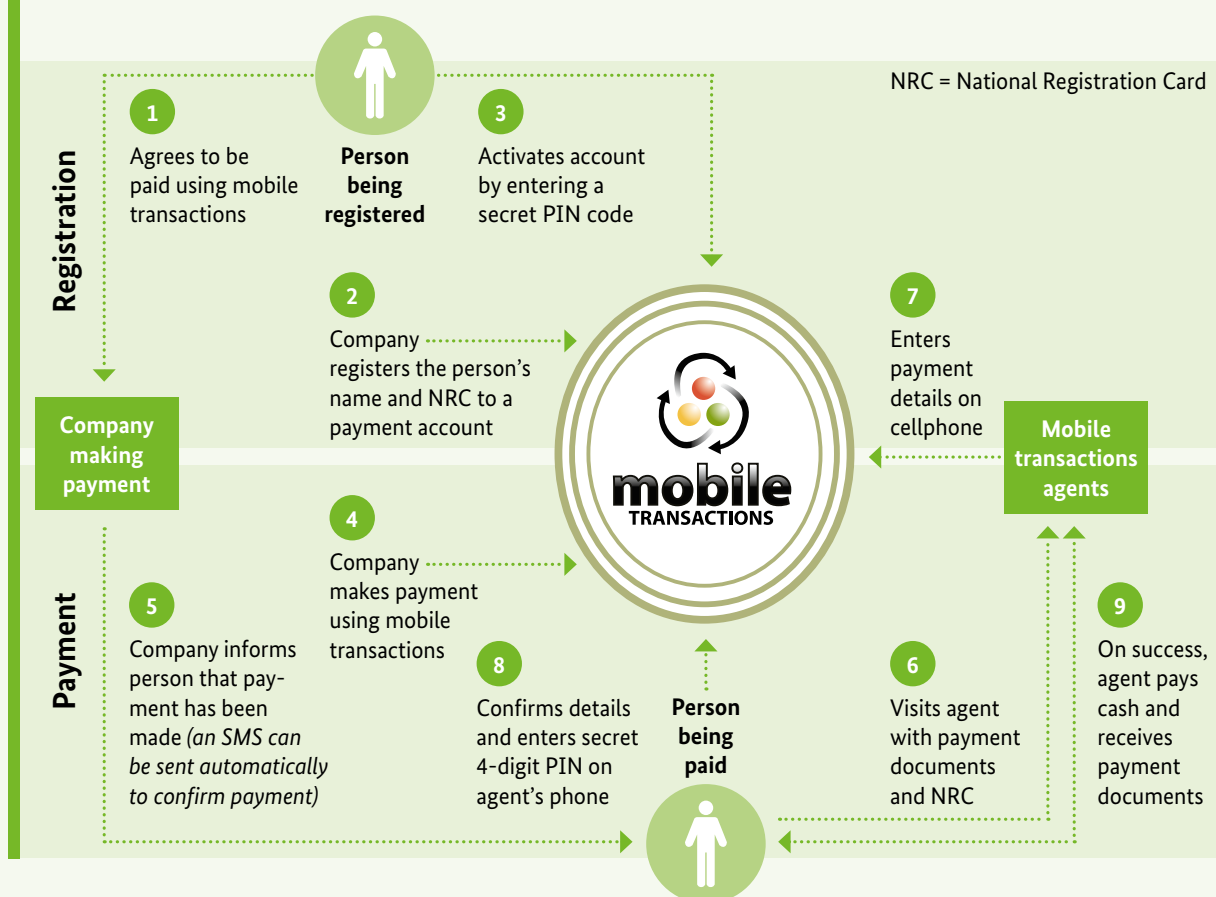 NRC = National Registration Card
Registration
1
Agrees to be
paid using mobile
transactions
Person
being
registered
3
Activates account
by entering a
secret PIN code
2
Company
registers the person's
name and NRC to a
payment account
7
Enters
payment
details on
cellphone
Company
making
payment
mobile
TRANSACTIONS
Mobile
transactions
agents
Payment
4
Company
makes payment
using mobile
transactions
5
Company informs
person that pay-
ment has been
made (an SMS can
be sent automatically
to confirm payment)
8
Confirms details
and enters secret
4-digit PIN on
agent's phone
Person
being
paid
6
Visits agent
with payment
documents
and NRC
9
On success,
agent pays
cash and
receives
payment
documents